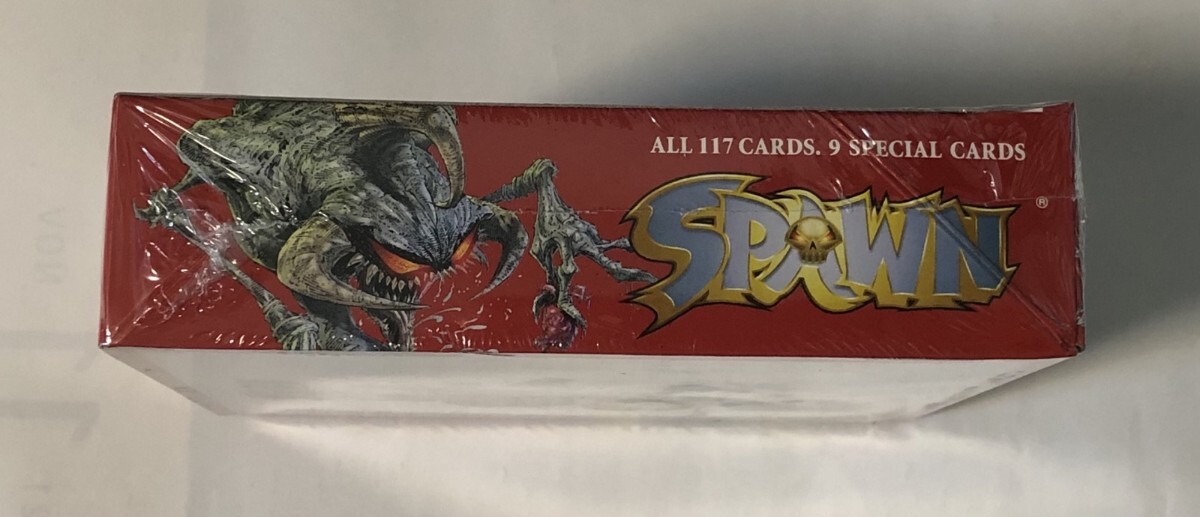 ALL 117 CARDS. 9 SPECIAL CARDS
SPAWN®